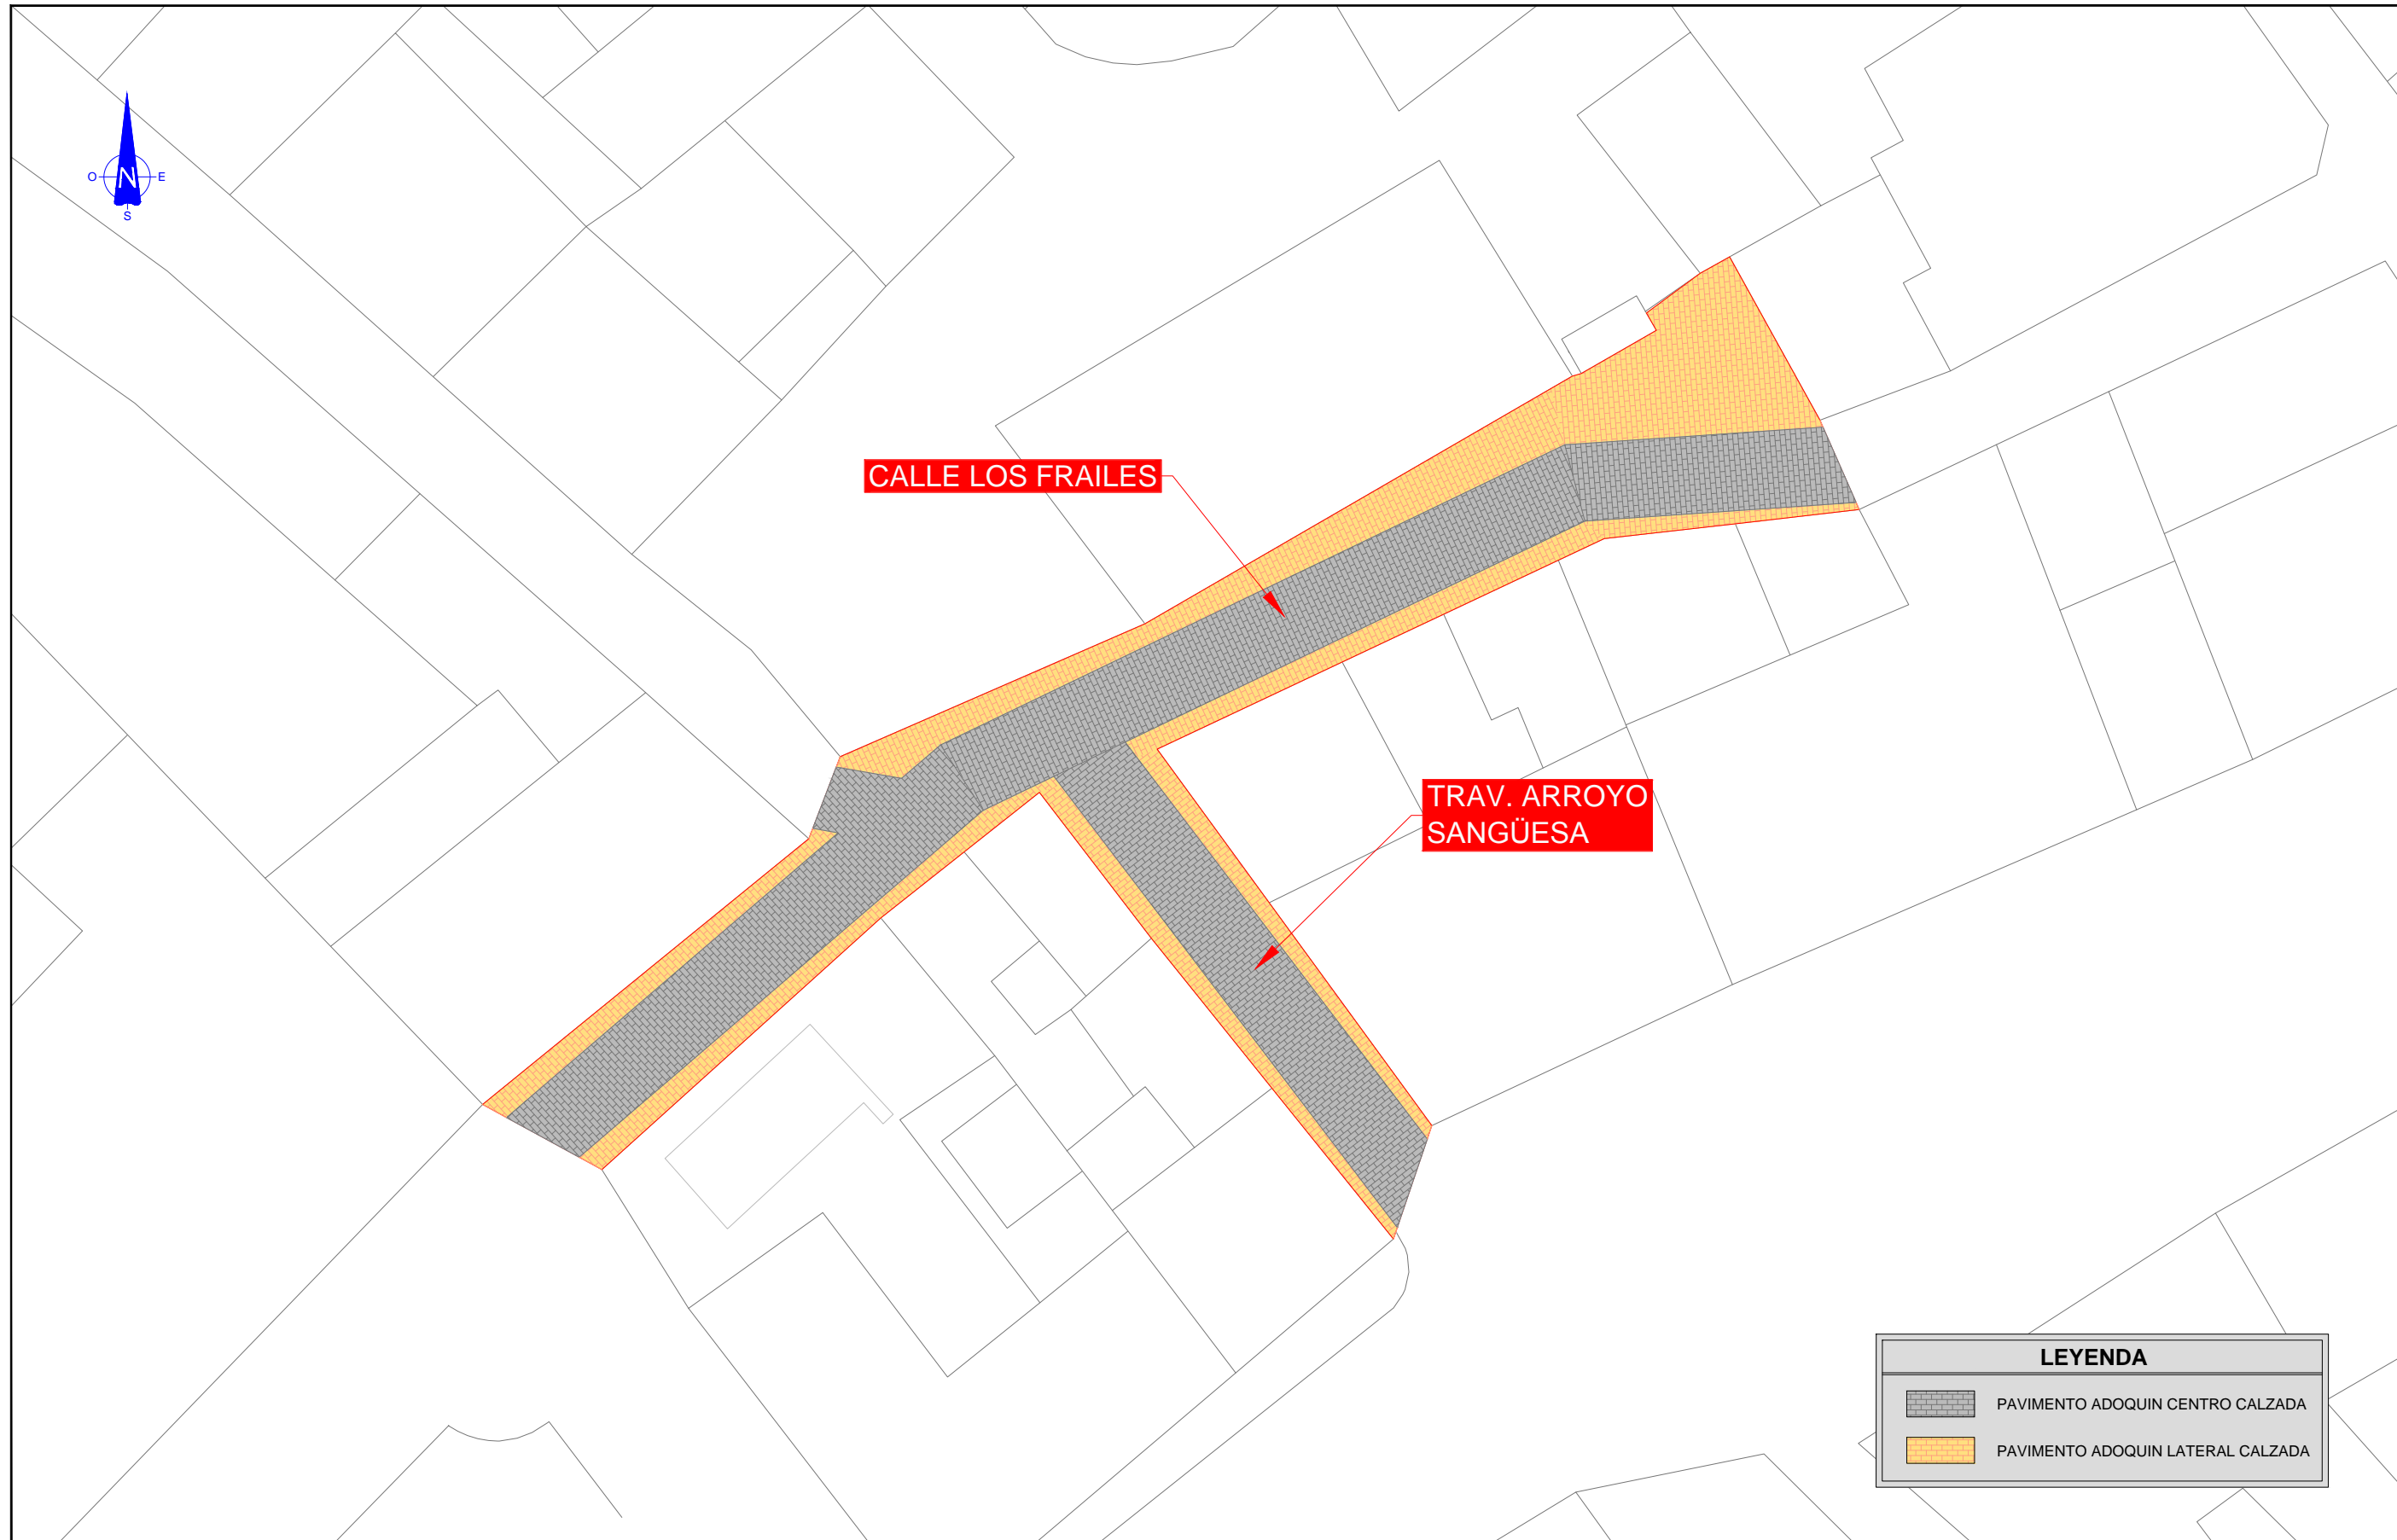 N
O
E
S
CALLE LOS FRAILES
TRAV. ARROYO
SANGÜESA
LEYENDA
PAVIMENTO ADOQUIN CENTRO CALZADA
PAVIMENTO ADOQUIN LATERAL CALZADA